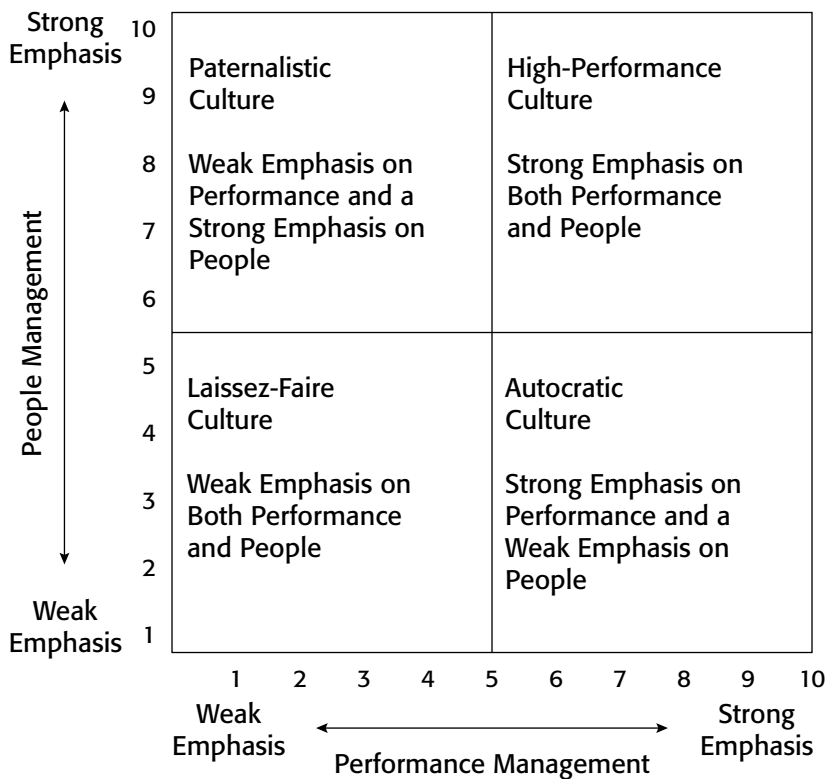 Strong
Emphasis
10
9
8
7
6
5
4
3
2
1
Weak
Emphasis
People Management
Paternalistic
Culture
Weak Emphasis on
Performance and a
Strong Emphasis on
People
High-Performance
Culture
Strong Emphasis on
Both Performance
and People
Laissez-Faire
Culture
Weak Emphasis on
Both Performance
and People
Autocratic
Culture
Strong Emphasis on
Performance and a
Weak Emphasis on
People
1 2 3 4 5 6 7 8 9 10
Weak
Emphasis
Strong
Emphasis
Performance Management